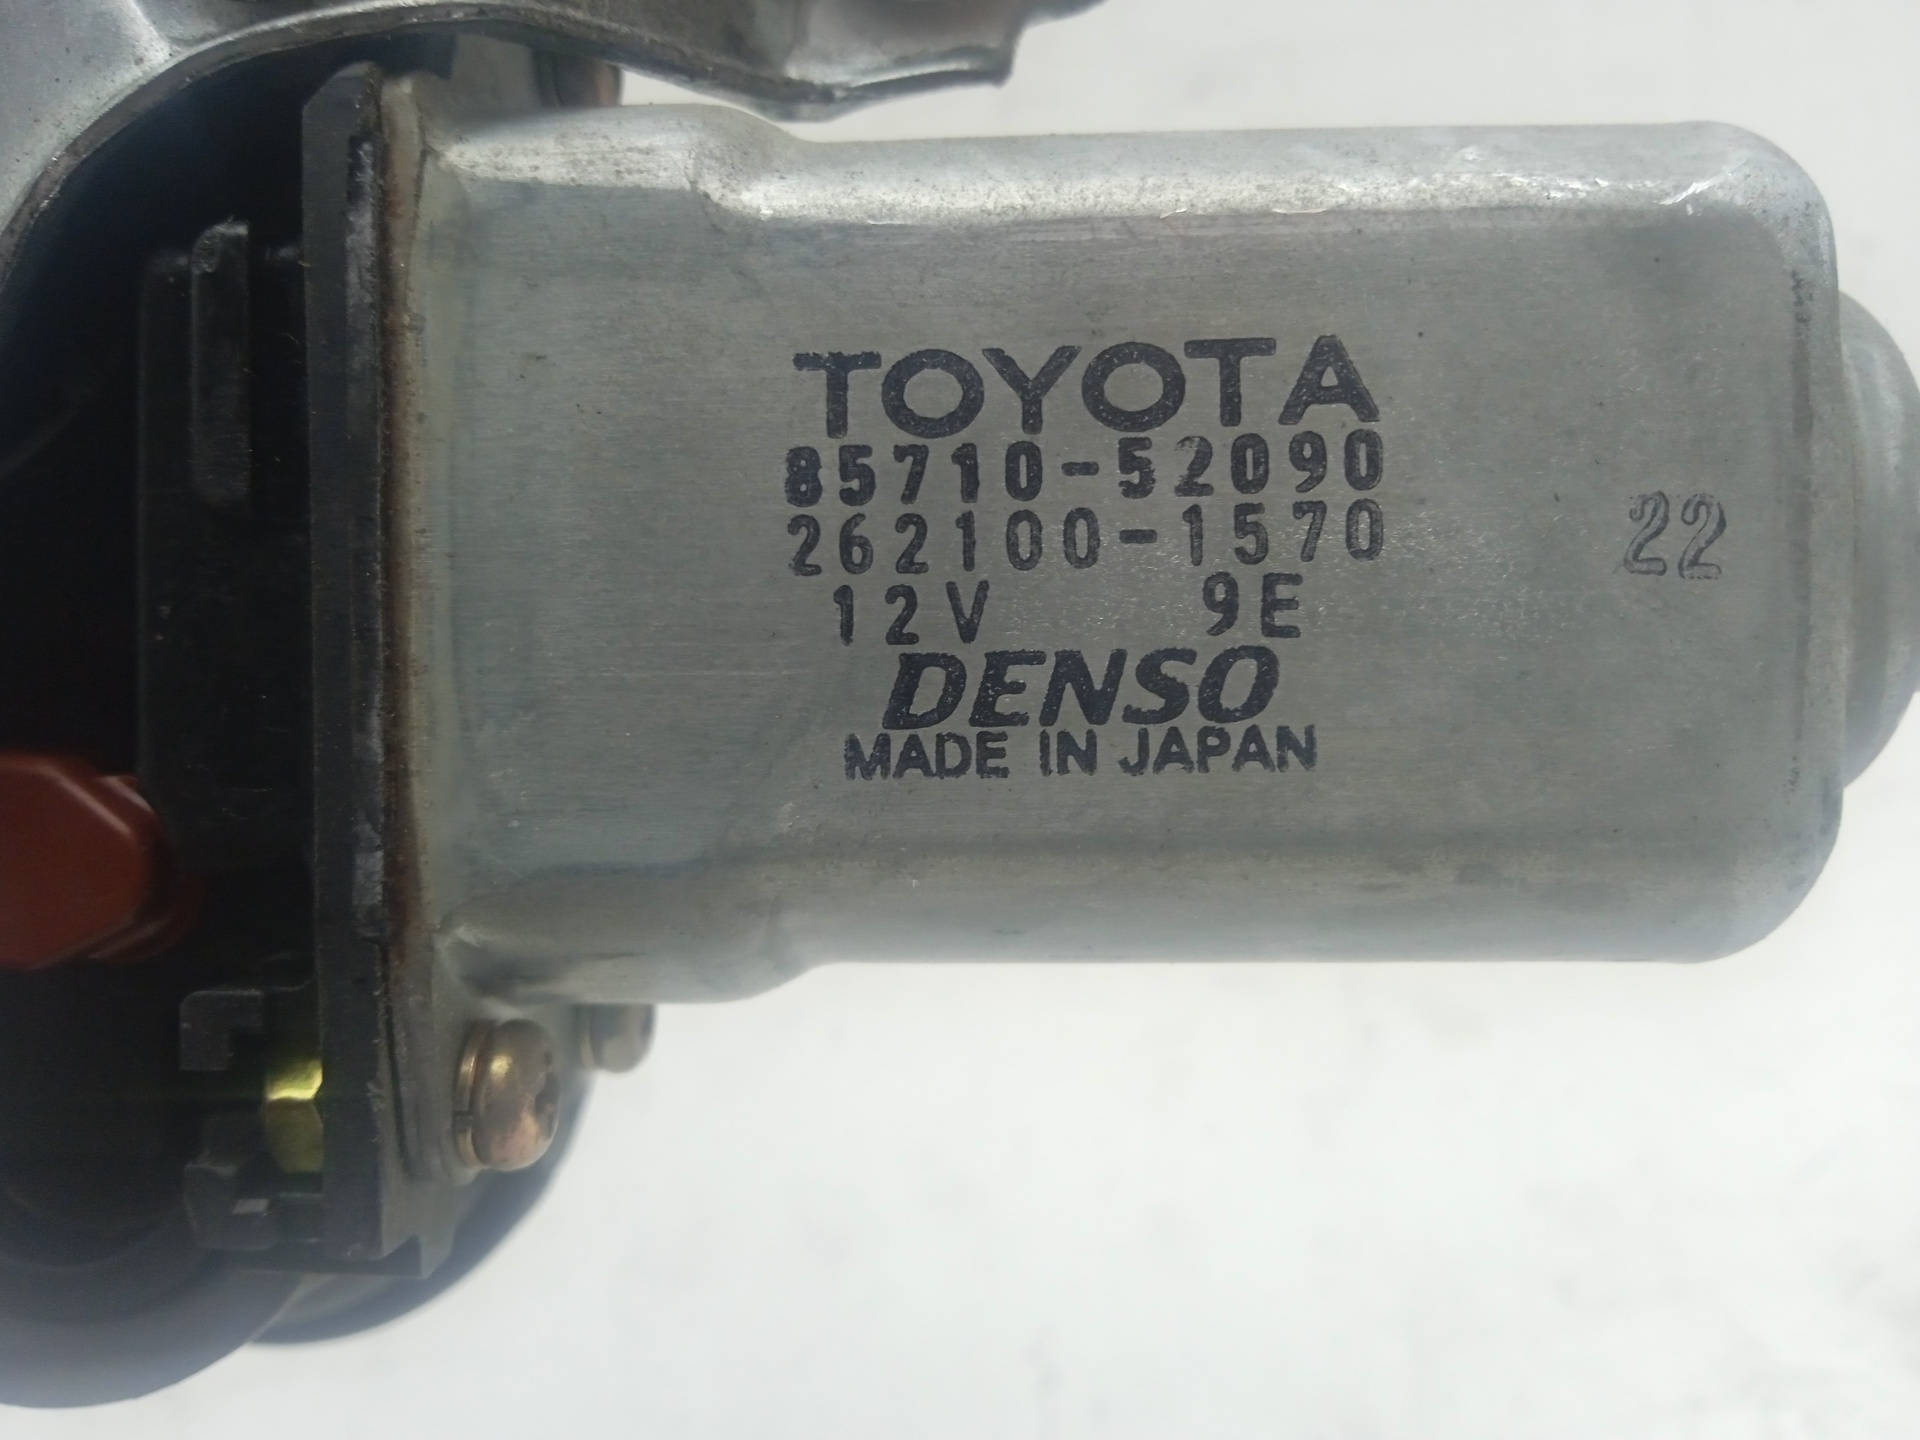 TOYOTA
85710-52090
262100-1570
22
12V 9E
DENSO
MADE IN JAPAN